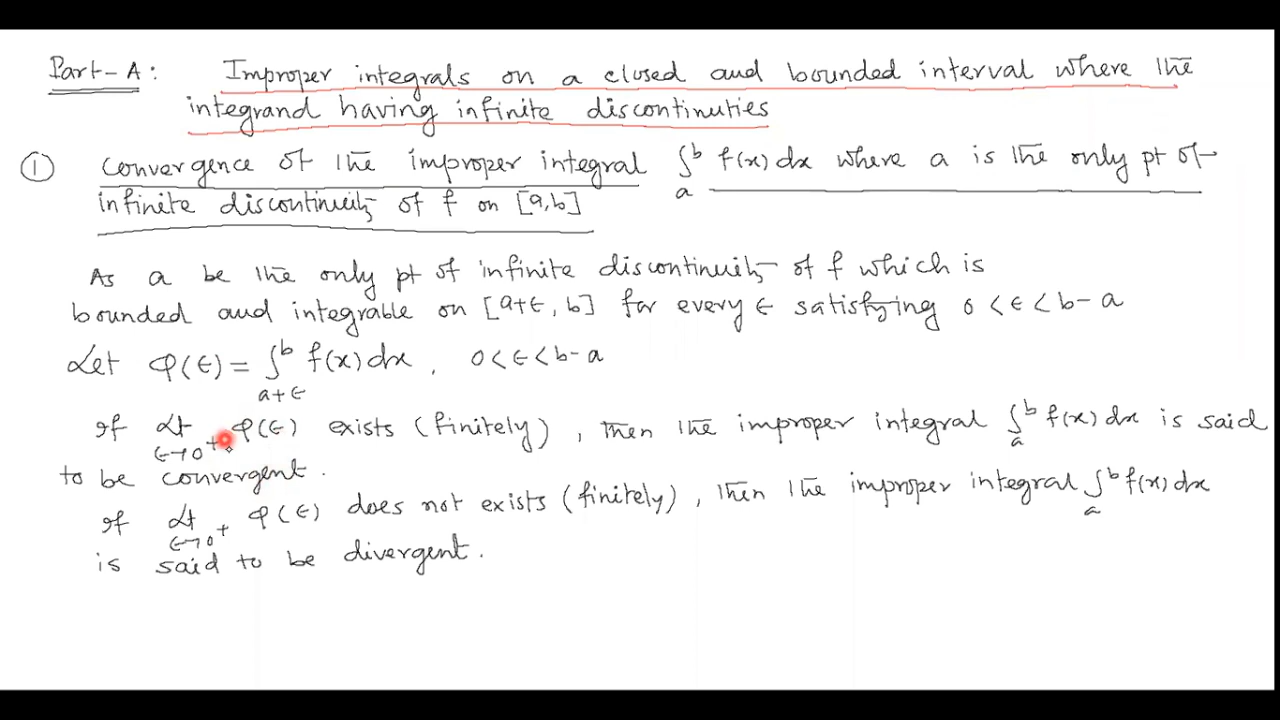 Part-A: Improper integrals on a closed and bounded interval where the
integrand having infinite discontinuties
① Convergence of the improper integral ∫_a^b f(x)dx where a is the only pt of
infinite discontinuity of f on [a,b]
As a be the only pt of infinite discontinuity of f which is
bounded and integrable on [a+ϵ, b] for every ϵ satisfying 0<ϵ<b-a
Let φ(ϵ) = ∫_{a+ϵ}^b f(x)dx, 0<ϵ<b-a
If Lt_{ϵ→0+} φ(ϵ) exists (finitely), then the improper integral ∫_a^b f(x)dx is said
to be convergent.
If Lt_{ϵ→0+} φ(ϵ) does not exists (finitely), then the improper integral ∫_a^b f(x)dx
is said to be divergent.